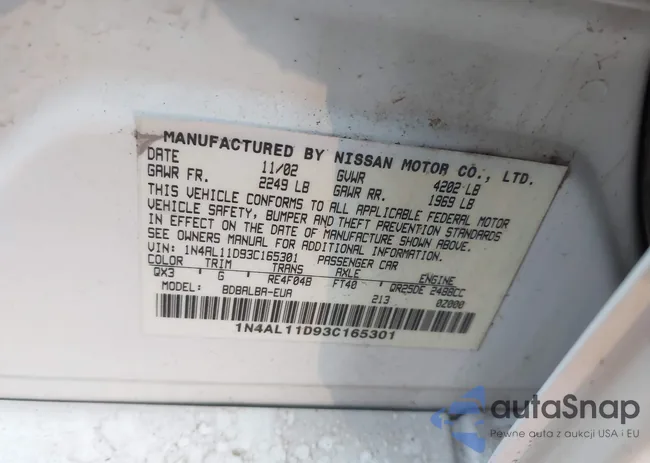 MANUFACTURED BY NISSAN MOTOR CO., LTD.
DATE 11/02 GVWR 4202 LB
GAWR FR. 2249 LB GAWR RR. 1969 LB
THIS VEHICLE CONFORMS TO ALL APPLICABLE FEDERAL MOTOR
VEHICLE SAFETY, BUMPER AND THEFT PREVENTION STANDARDS
IN EFFECT ON THE DATE OF MANUFACTURE SHOWN ABOVE.
SEE OWNERS MANUAL FOR ADDITIONAL INFORMATION.
VIN: 1N4AL11D93C165301 PASSENGER CAR
COLOR TRIM TRANS AXLE ENGINE
QX3 G RE4F04B FT40 QR25DE 2488CC
MODEL: BDBALBA-EUA 213 0Z000
1N4AL11D93C165301
autaSnap
Pewne auta z aukcji USA i EU